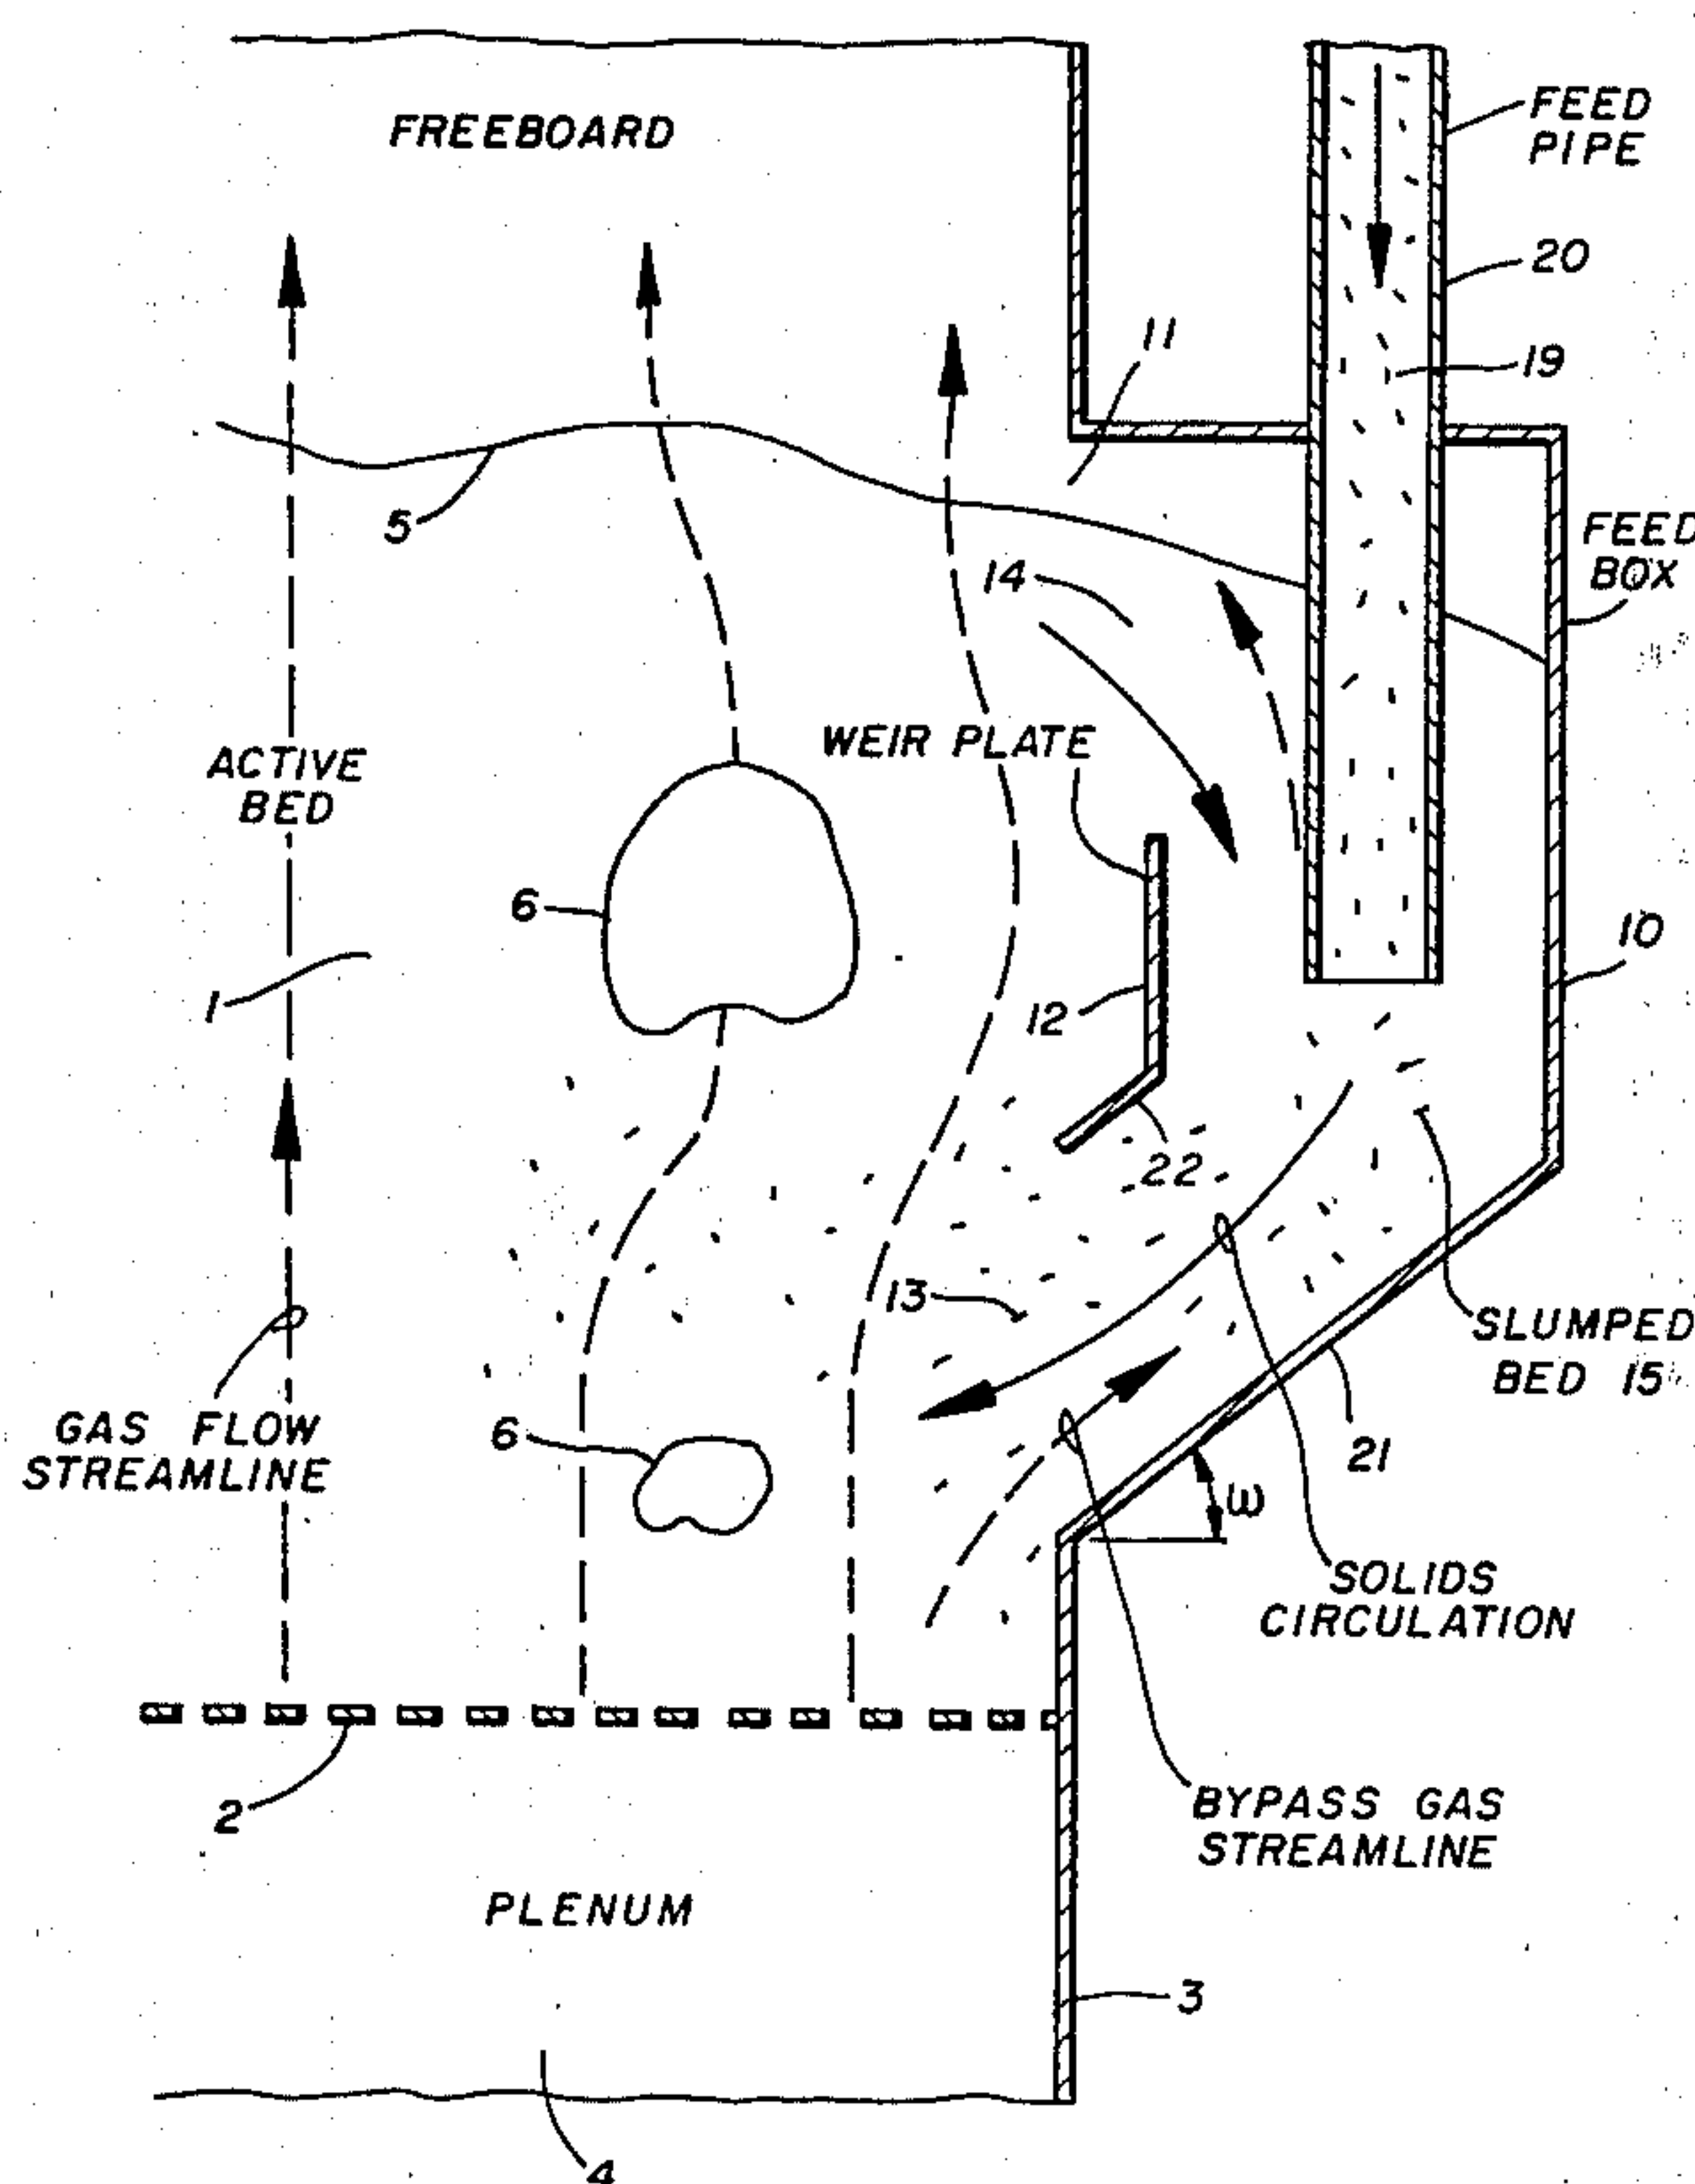 FREEBOARD
FEED
PIPE
20
11
19
5
FEED
BOX
14
WEIR PLATE
ACTIVE
BED
6
10
1
12
22
13
SLUMPED
BED 15
GAS FLOW
STREAMLINE
6
21
ω
SOLIDS
CIRCULATION
2
BYPASS GAS
STREAMLINE
PLENUM
3
4